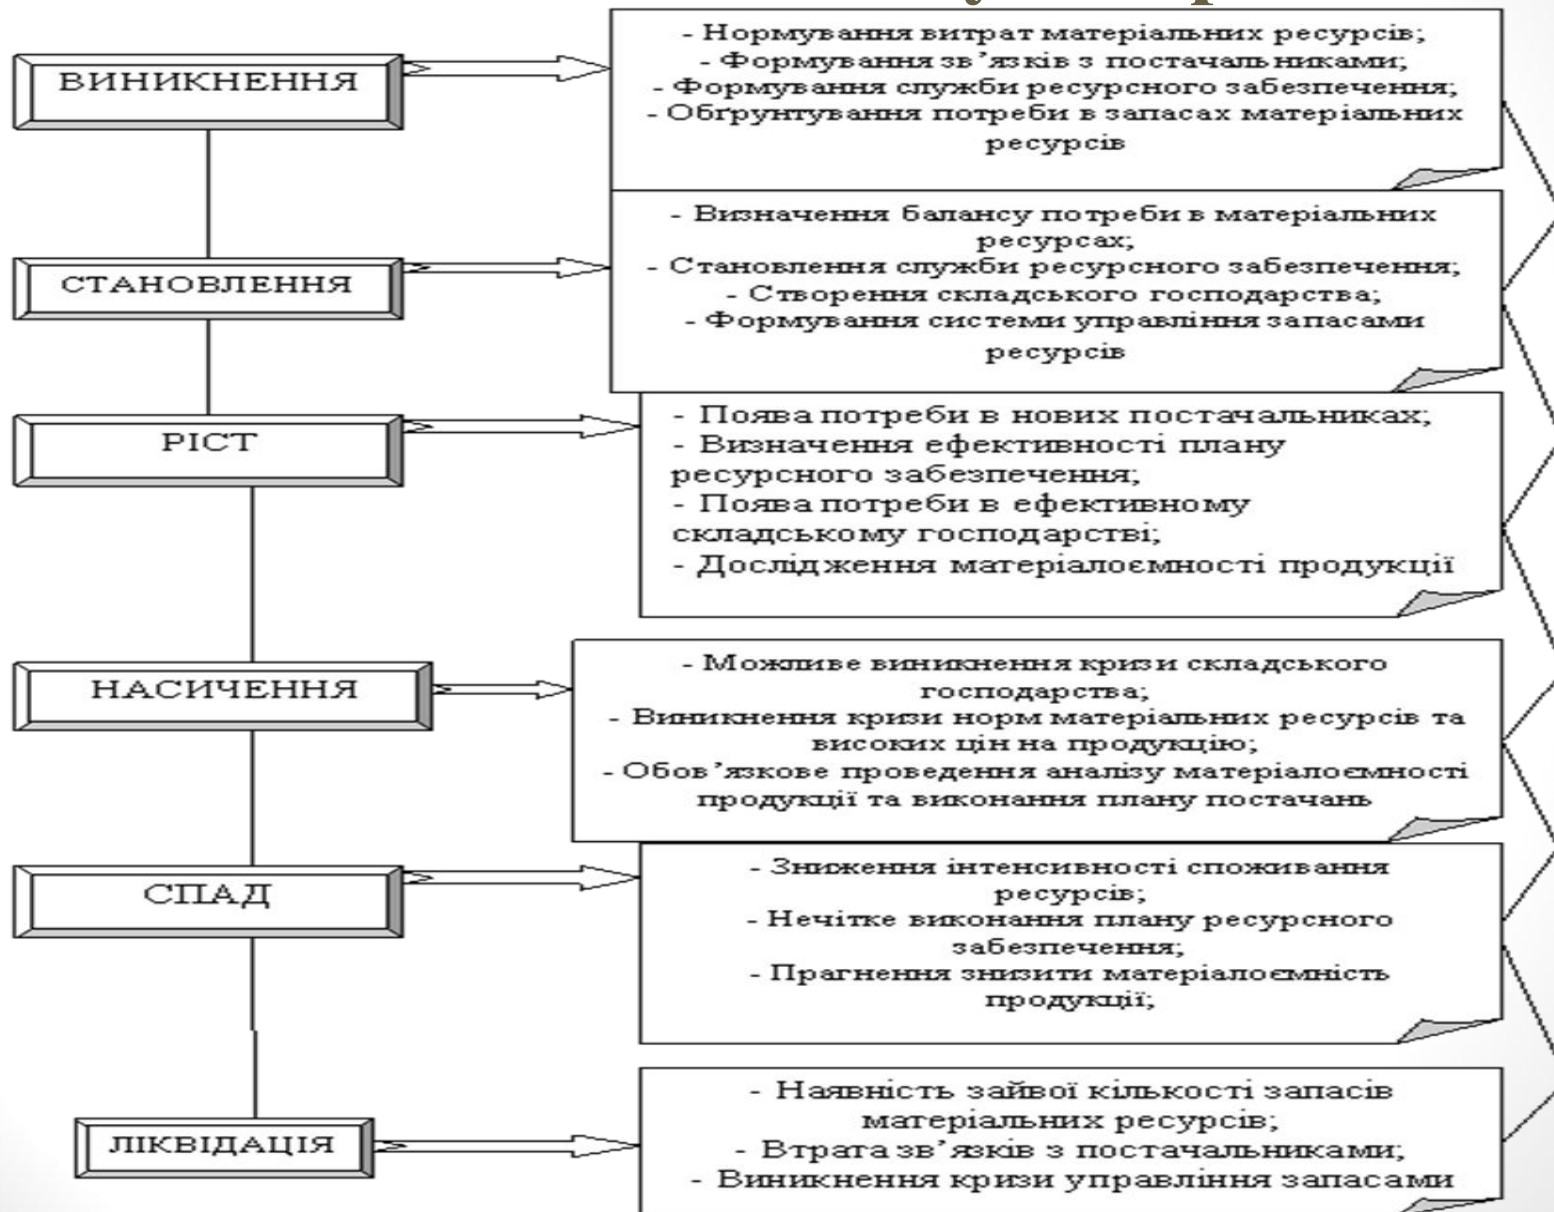 ВИНИКНЕННЯ
- Нормування витрат матеріальних ресурсів;
- Формування зв’язків з постачальниками;
- Формування служби ресурсного забезпечення;
- Обґрунтування потреби в запасах матеріальних
ресурсів
СТАНОВЛЕННЯ
- Визначення балансу потреби в матеріальних
ресурсах;
- Становлення служби ресурсного забезпечення;
- Створення складського господарства;
- Формування системи управління запасами
ресурсів
РІСТ
- Поява потреби в нових постачальниках;
- Визначення ефективності плану
ресурсного забезпечення;
- Поява потреби в ефективному
складському господарстві;
- Дослідження матеріалоємності продукції
НАСИЧЕННЯ
- Можливе виникнення кризи складського
господарства;
- Виникнення кризи норм матеріальних ресурсів та
високих цін на продукцію;
- Обов’язкове проведення аналізу матеріалоємності
продукції та виконання плану постачань
СПАД
- Зниження інтенсивності споживання
ресурсів;
- Нечітке виконання плану ресурсного
забезпечення;
- Прагнення знизити матеріалоємність
продукції;
ЛІКВІДАЦІЯ
- Наявність зайвої кількості запасів
матеріальних ресурсів;
- Втрата зв’язків з постачальниками;
- Виникнення кризи управління запасами